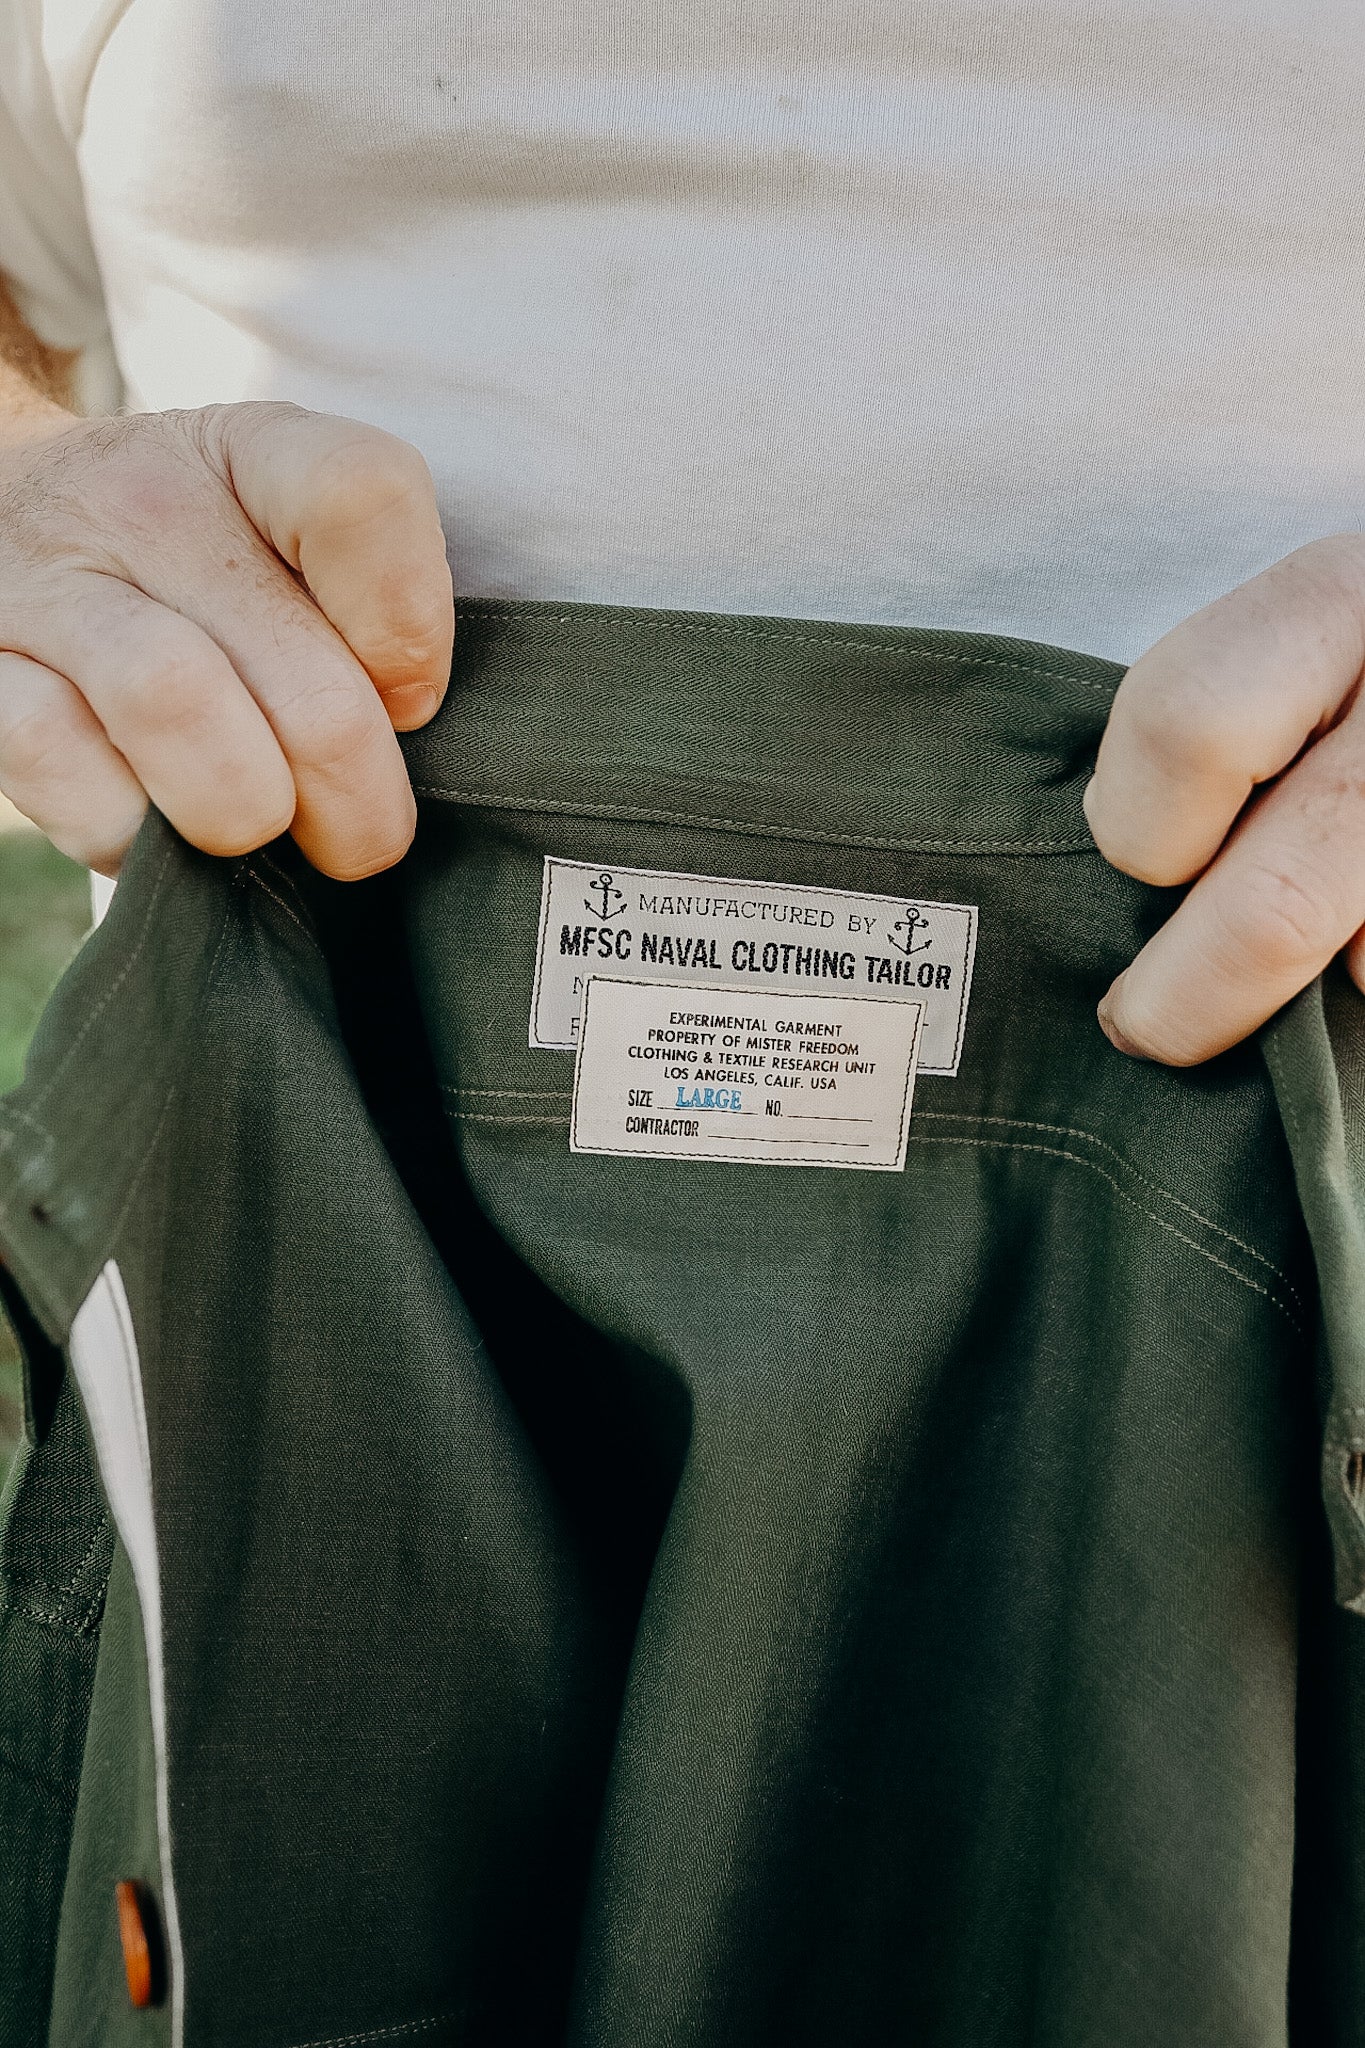 MANUFACTURED BY
MFSC NAVAL CLOTHING TAILOR
EXPERIMENTAL GARMENT
PROPERTY OF MISTER FREEDOM
CLOTHING & TEXTILE RESEARCH UNIT
LOS ANGELES, CALIF. USA
SIZE LARGE NO.
CONTRACTOR